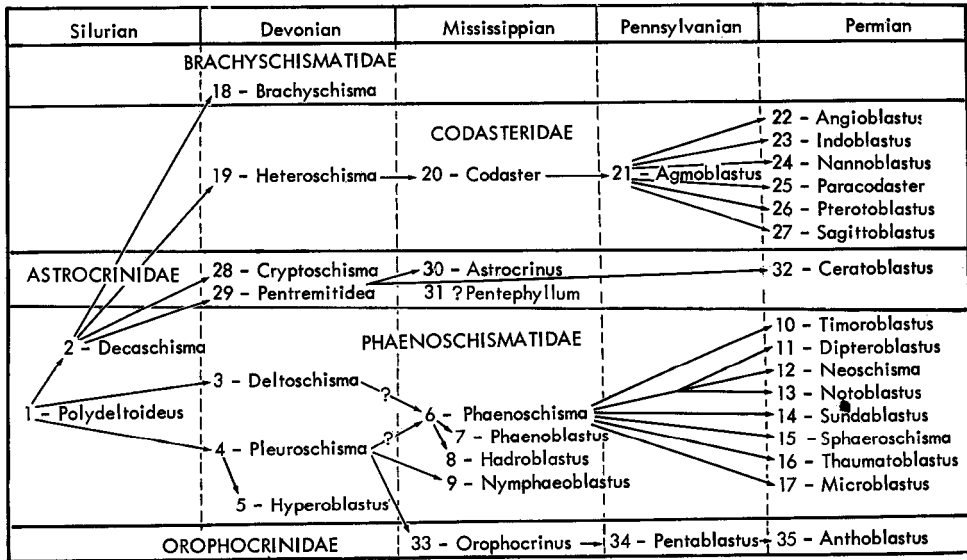 Silurian Devonian Mississippian Pennsylvanian Permian
BRACHYSCHISMATIDAE
18 - Brachyschisma
CODASTERIDAE
22 - Angioblastus
23 - Indoblastus
19 - Heteroschisma 20 - Codaster 21 - Agmoblastus 24 - Nannoblastus
25 - Paracodaster
26 - Pterotoblastus
27 - Sagittoblastus
ASTROCRINIDAE 28 - Cryptoschisma 30 - Astrocrinus 32 - Ceratoblastus
29 - Pentremitidea 31 ? Pentephyllum
PHAENOSCHISMATIDAE
10 - Timoroblastus
2 - Decaschisma 11 - Dipteroblastus
12 - Neoschisma
3 - Deltoschisma 13 - Notoblastus
?
1 - Polydeltoideus 6 - Phaenoschisma 14 - Sundablastus
? 7 - Phaenoblastus 15 - Sphaeroschisma
4 - Pleuroschisma 8 - Hadroblastus 16 - Thaumatoblastus
9 - Nymphaeoblastus 17 - Microblastus
5 - Hyperoblastus
OROPHOCRINIDAE 33 - Orophocrinus 34 - Pentablastus 35 - Anthoblastus